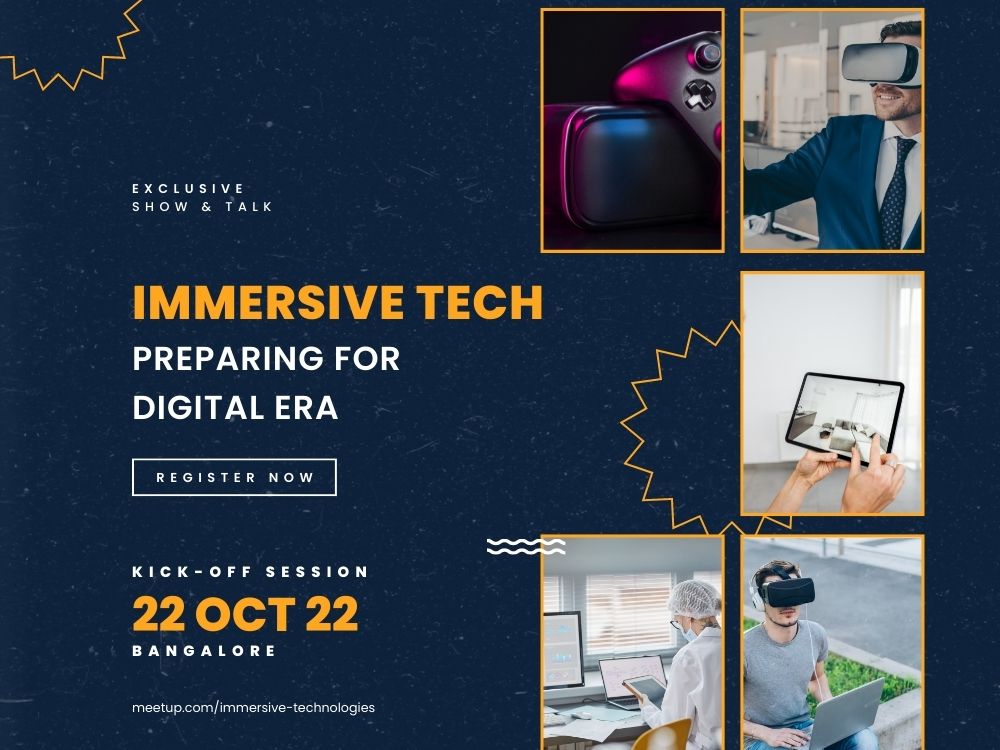 EXCLUSIVE
SHOW & TALK
IMMERSIVE TECH
PREPARING FOR
DIGITAL ERA
REGISTER NOW
KICK-OFF SESSION
22 OCT 22
BANGALORE
meetup.com/immersive-technologies